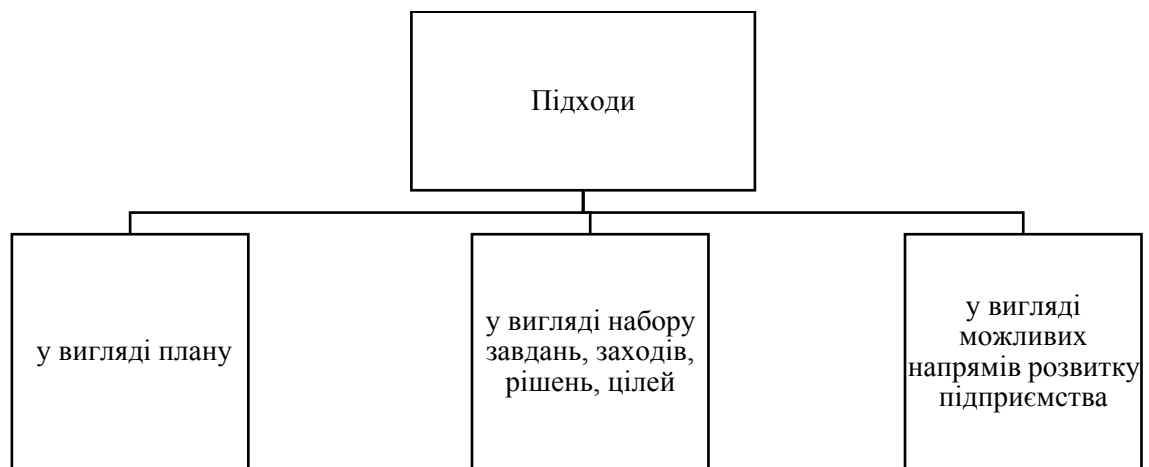 Підходи
у вигляді плану
у вигляді набору
завдань, заходів,
рішень, цілей
у вигляді
можливих
напрямів розвитку
підприємства